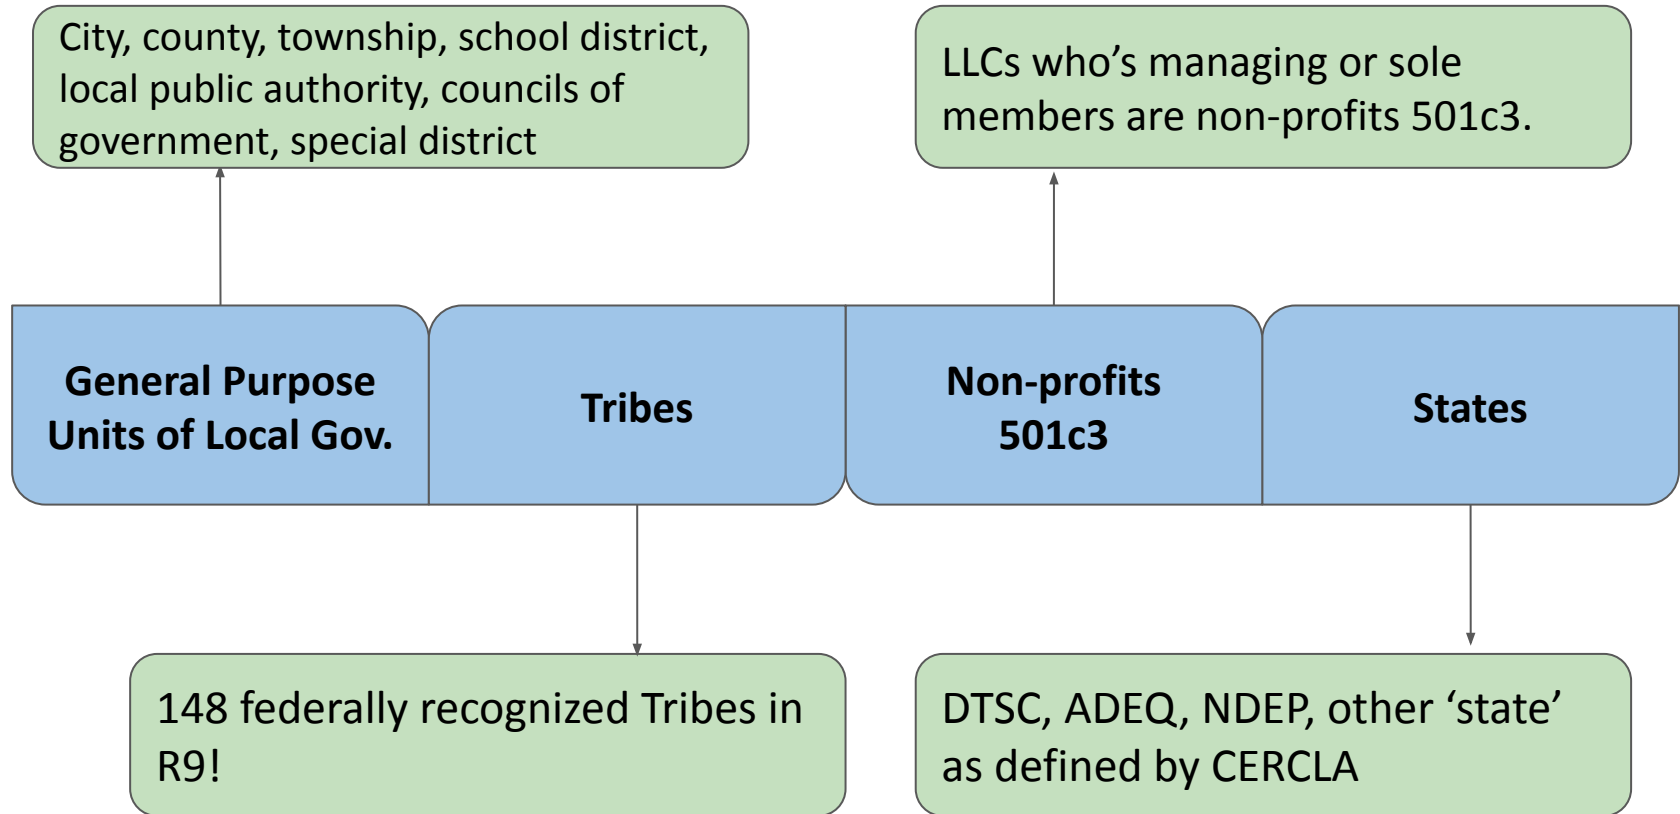 City, county, township, school district,
local public authority, councils of
government, special district
LLCs who’s managing or sole
members are non-profits 501c3.
General Purpose
Units of Local Gov.
Tribes
Non-profits
501c3
States
148 federally recognized Tribes in
R9!
DTSC, ADEQ, NDEP, other ‘state’
as defined by CERCLA